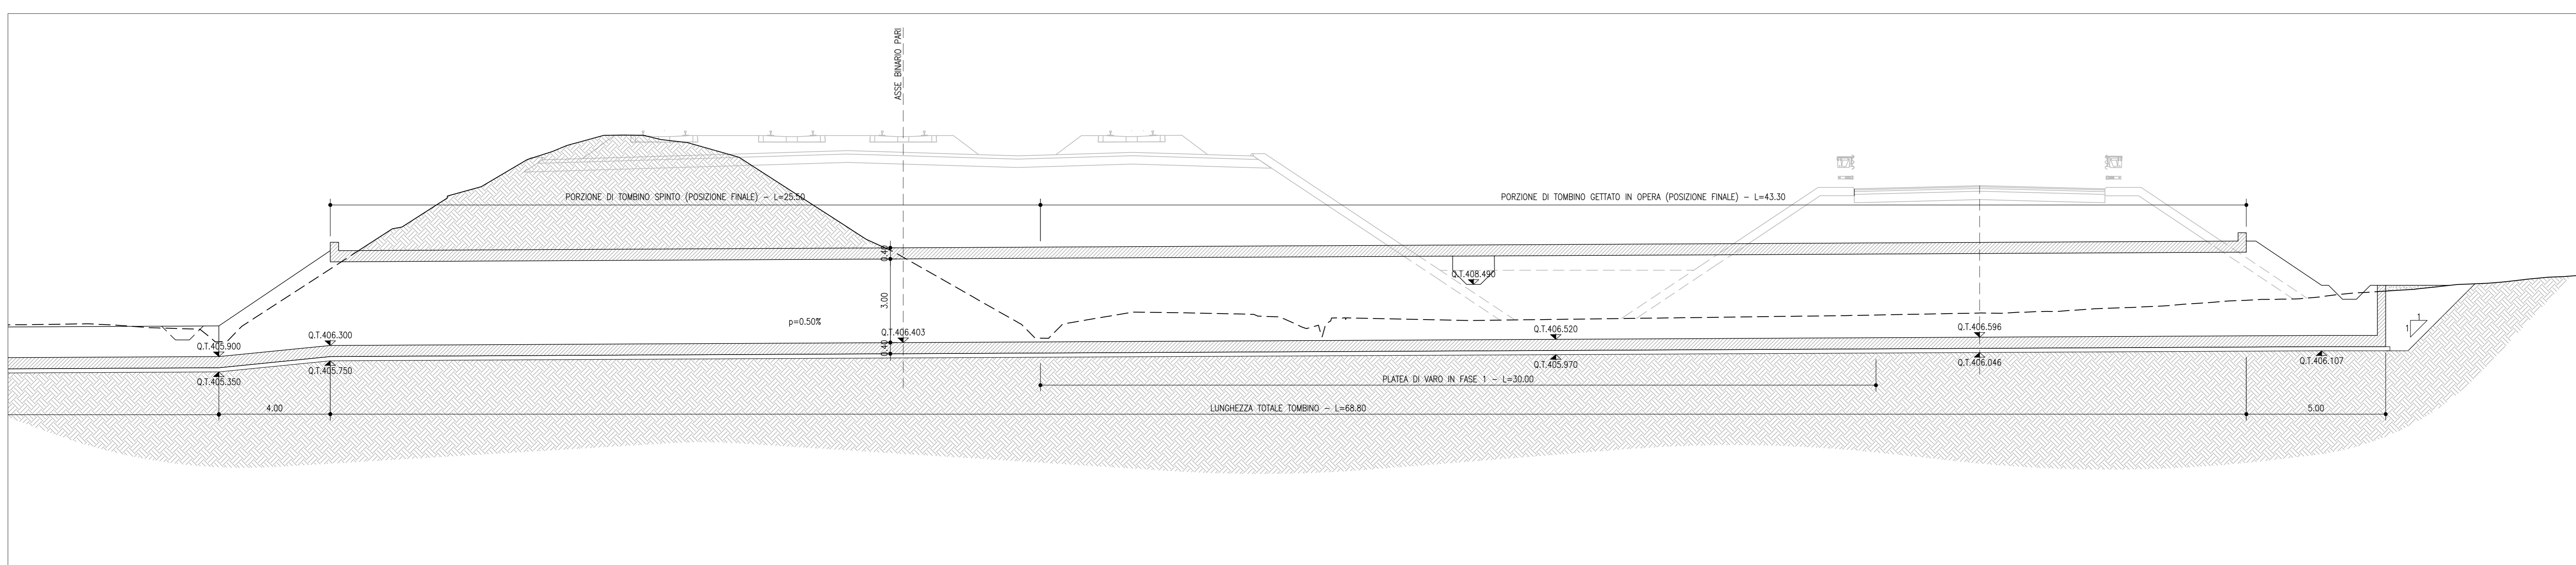 ASSE BINARIO PARI
PORZIONE DI TOMBINO SPINTO (POSIZIONE FINALE) - L=25.50
PORZIONE DI TOMBINO GETTATO IN OPERA (POSIZIONE FINALE) - L=43.30
0.40
Q.T.408.490
3.00
p=0.50%
1
1
Q.T.406.300
Q.T.406.403
Q.T.406.520
Q.T.406.596
Q.T.405.900
0.40
Q.T.405.750
Q.T.405.970
Q.T.406.046
Q.T.406.107
Q.T.405.350
PLATEA DI VARO IN FASE 1 - L=30.00
4.00
LUNGHEZZA TOTALE TOMBINO - L=68.80
5.00